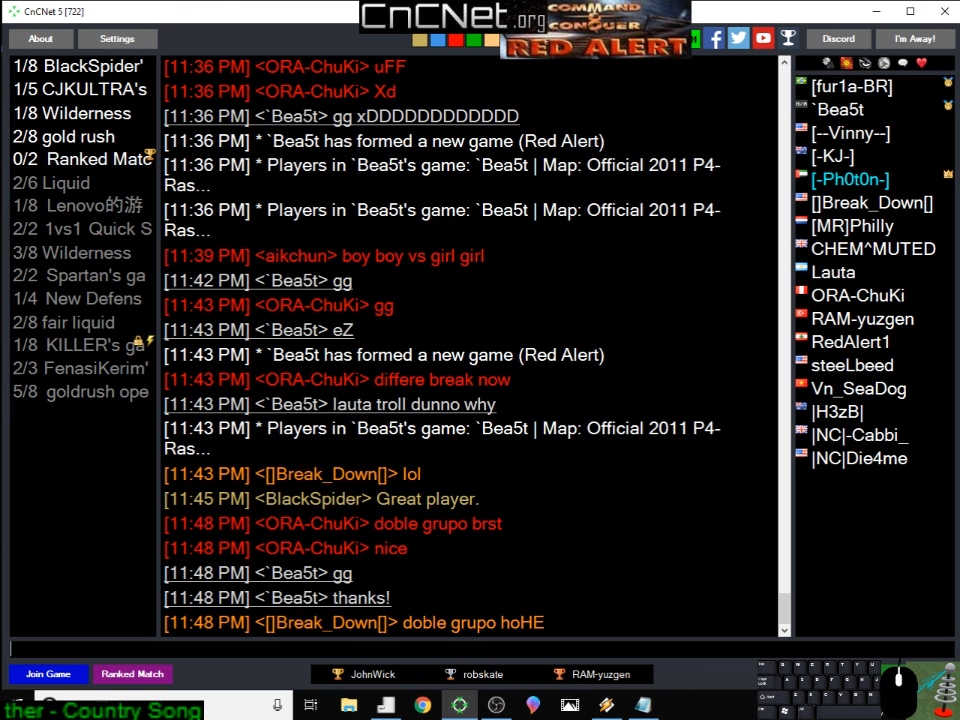 CnCNet 5 [722]
CnCNet.org
COMMAND & CONQUER
RED ALERT
About
Settings
Discord
I'm Away!
1/8 BlackSpider'
1/5 CJKULTRA's
1/8 Wilderness
2/8 gold rush
0/2 Ranked Matc
2/6 Liquid
1/8 Lenovo的游
2/2 1vs1 Quick S
3/8 Wilderness
2/2 Spartan's ga
1/4 New Defens
2/8 fair liquid
1/8 KILLER's ga
2/3 FenasiKerim'
5/8 goldrush ope
[11:36 PM] <ORA-ChuKi> uFF
[11:36 PM] <ORA-ChuKi> Xd
[11:36 PM] <`Bea5t> gg xDDDDDDDDDDDD
[11:36 PM] * `Bea5t has formed a new game (Red Alert)
[11:36 PM] * Players in `Bea5t's game: `Bea5t | Map: Official 2011 P4-
Ras...
[11:36 PM] * Players in `Bea5t's game: `Bea5t | Map: Official 2011 P4-
Ras...
[11:39 PM] <aikchun> boy boy vs girl girl
[11:42 PM] <`Bea5t> gg
[11:43 PM] <ORA-ChuKi> gg
[11:43 PM] <`Bea5t> eZ
[11:43 PM] * `Bea5t has formed a new game (Red Alert)
[11:43 PM] <ORA-ChuKi> differe break now
[11:43 PM] <`Bea5t> lauta troll dunno why
[11:43 PM] * Players in `Bea5t's game: `Bea5t | Map: Official 2011 P4-
Ras...
[11:43 PM] <[]Break_Down[]> lol
[11:45 PM] <BlackSpider> Great player.
[11:48 PM] <ORA-ChuKi> doble grupo brst
[11:48 PM] <ORA-ChuKi> nice
[11:48 PM] <`Bea5t> gg
[11:48 PM] <`Bea5t> thanks!
[11:48 PM] <[]Break_Down[]> doble grupo hoHE
[fur1a-BR]
`Bea5t
[--Vinny--]
[-KJ-]
[-Ph0t0n-]
[]Break_Down[]
[MR]Philly
CHEM^MUTED
Lauta
ORA-ChuKi
RAM-yuzgen
RedAlert1
steeLbeed
Vn_SeaDog
|H3zB|
|NC|-Cabbi_
|NC|Die4me
Join Game
Ranked Match
JohnWick
robskate
RAM-yuzgen
ther - Country Song